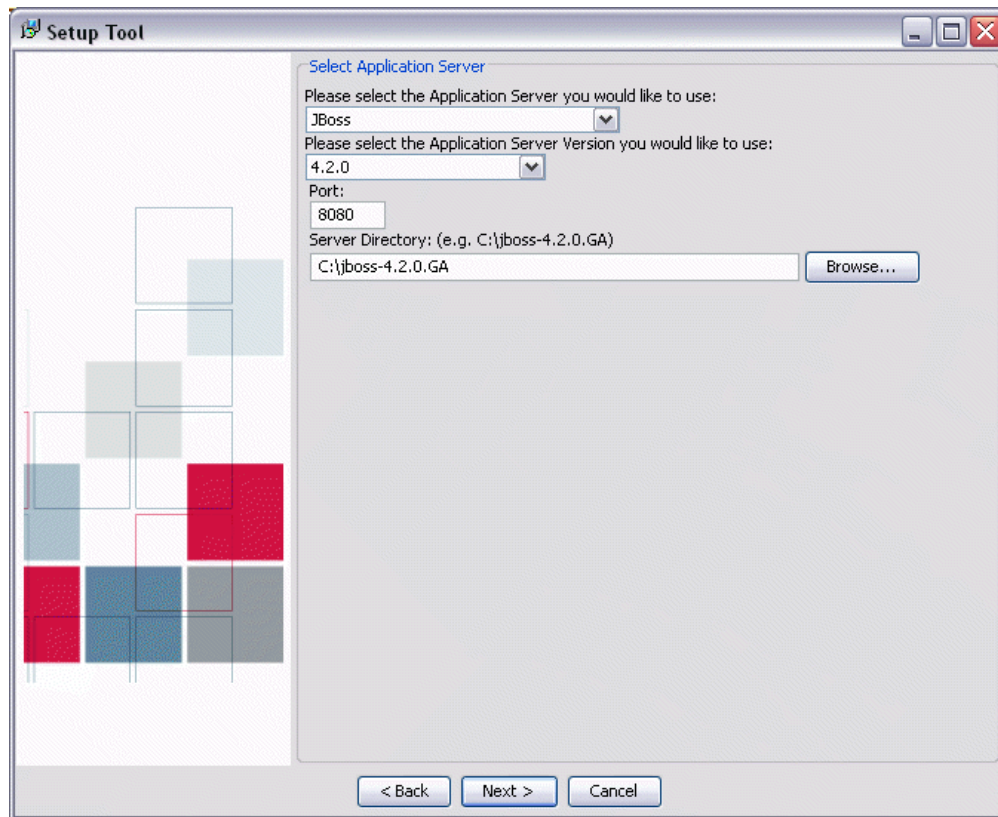 Setup Tool
Select Application Server
Please select the Application Server you would like to use:
JBoss
Please select the Application Server Version you would like to use:
4.2.0
Port:
8080
Server Directory: (e.g. C:\jboss-4.2.0.GA)
C:\jboss-4.2.0.GA
Browse...
< Back
Next >
Cancel